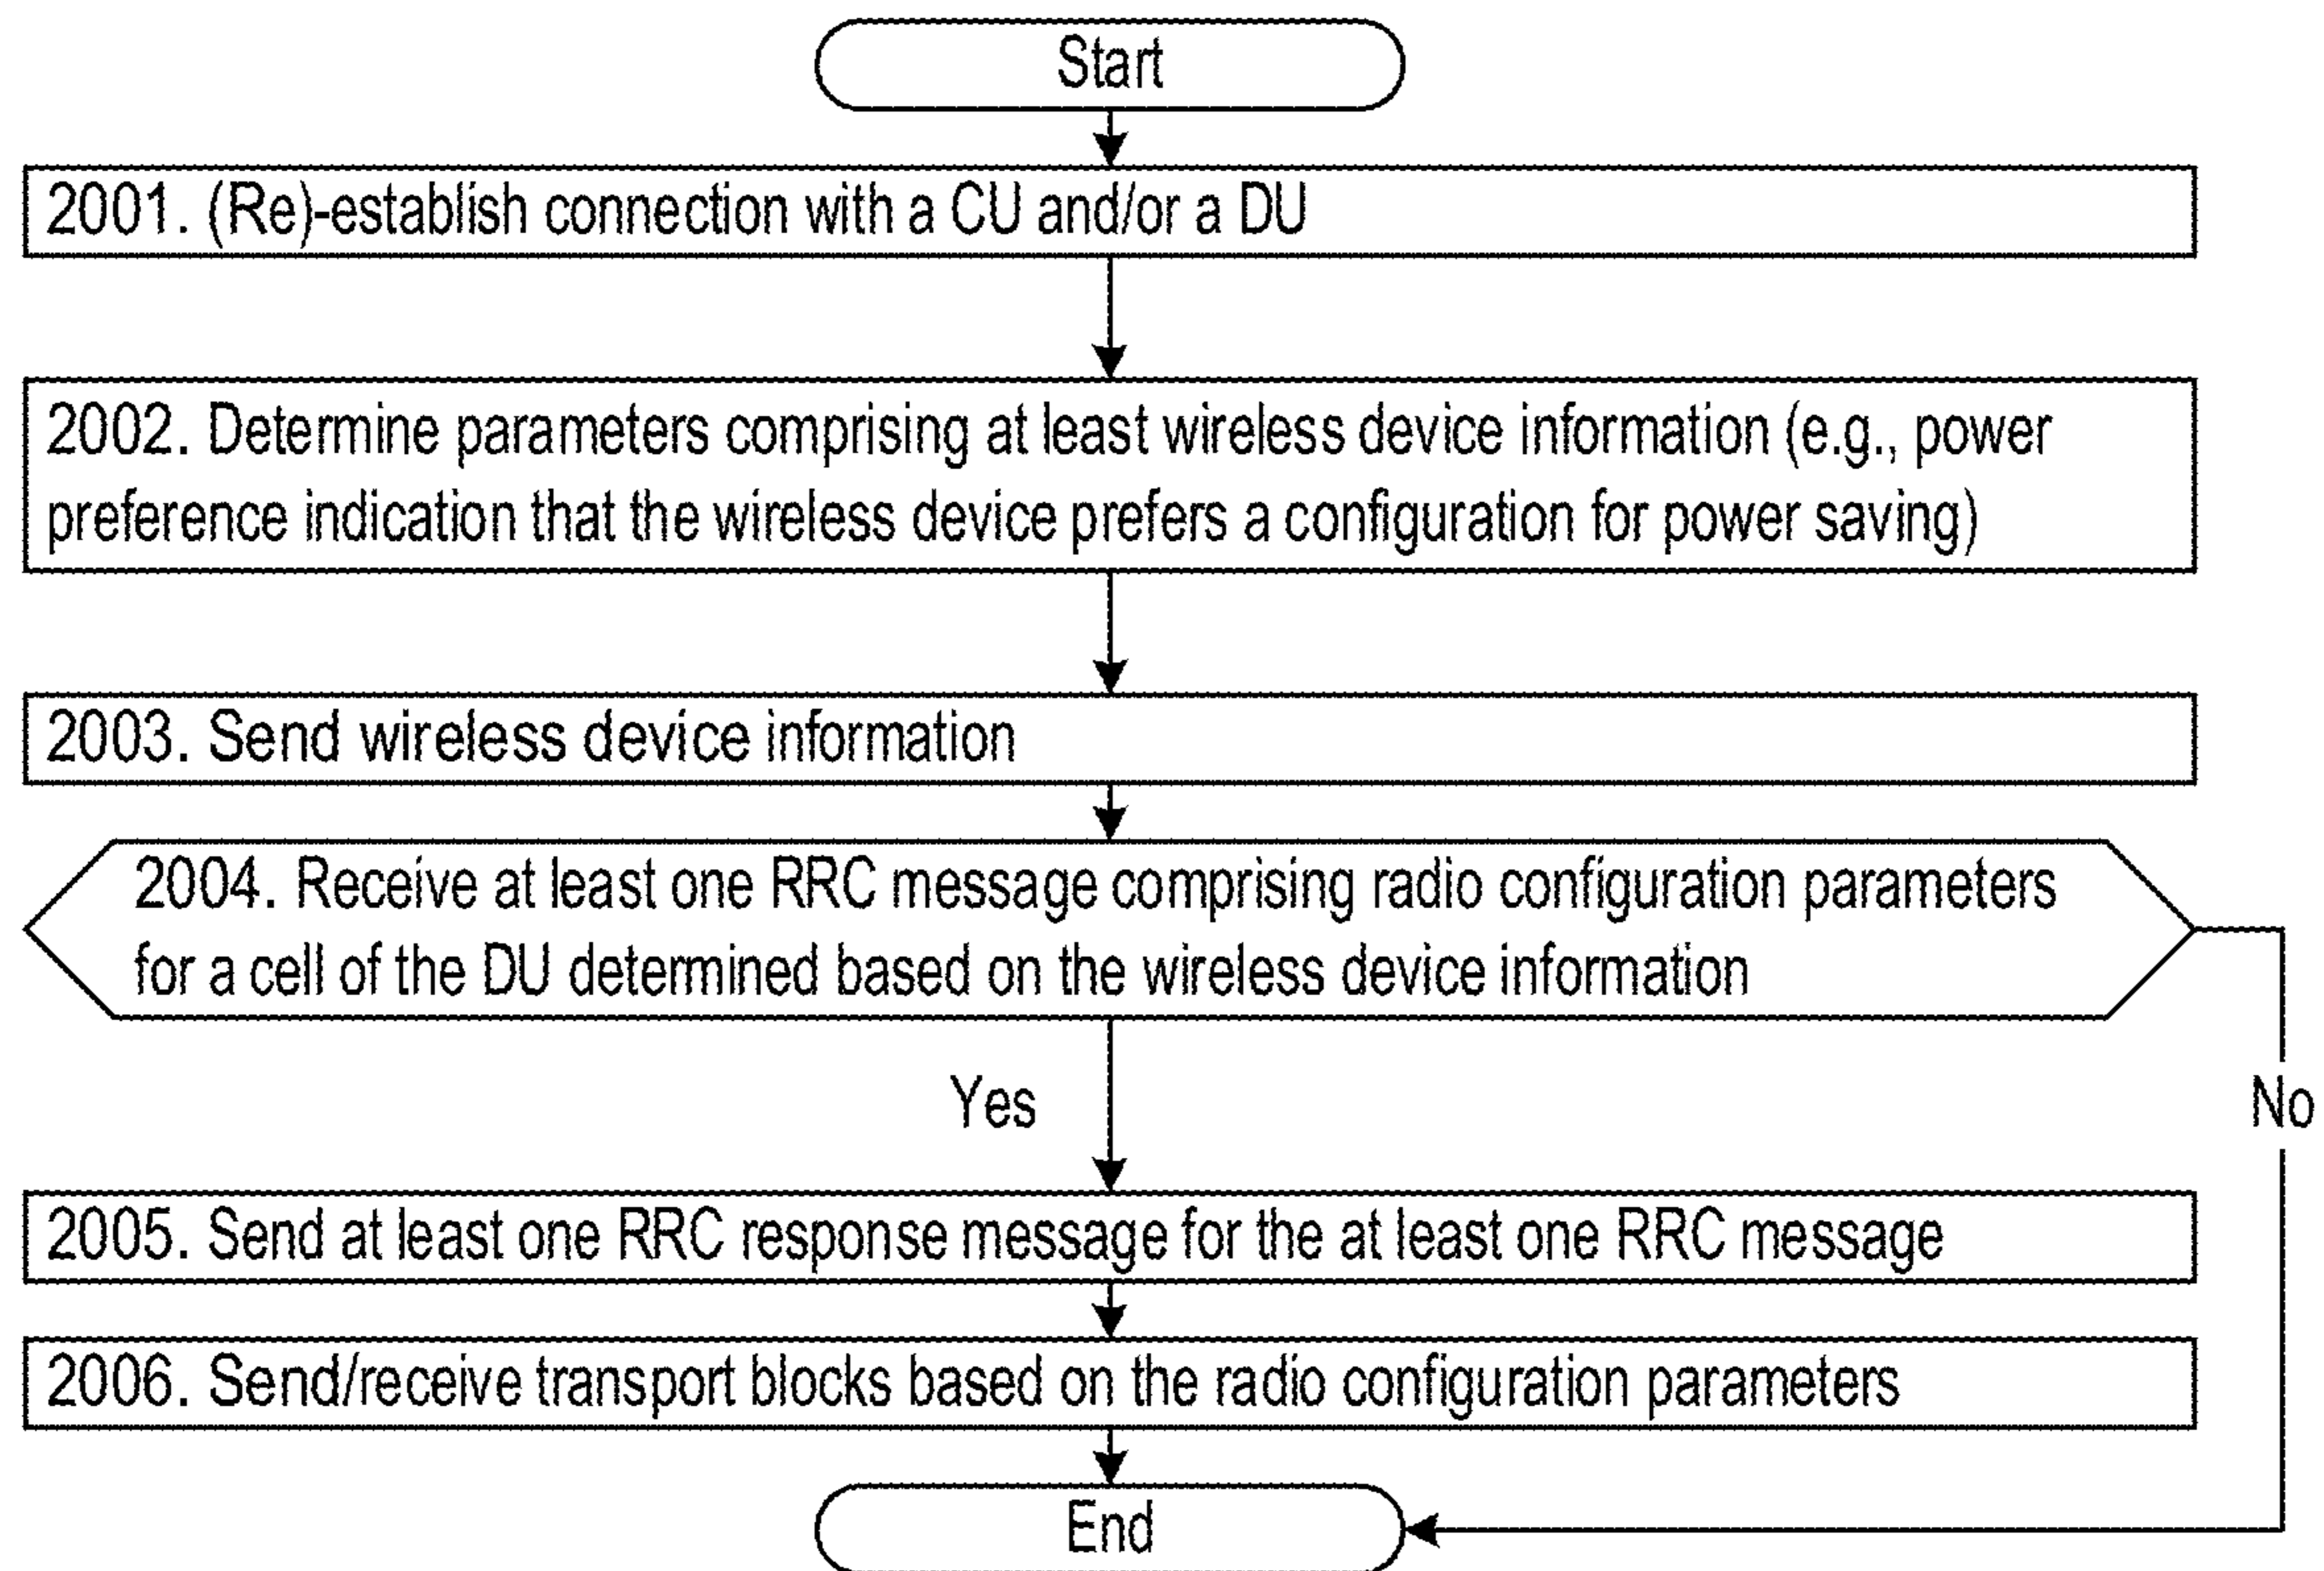 Start
2001. (Re)-establish connection with a CU and/or a DU
2002. Determine parameters comprising at least wireless device information (e.g., power
preference indication that the wireless device prefers a configuration for power saving)
2003. Send wireless device information
2004. Receive at least one RRC message comprising radio configuration parameters
for a cell of the DU determined based on the wireless device information
Yes
No
2005. Send at least one RRC response message for the at least one RRC message
2006. Send/receive transport blocks based on the radio configuration parameters
End